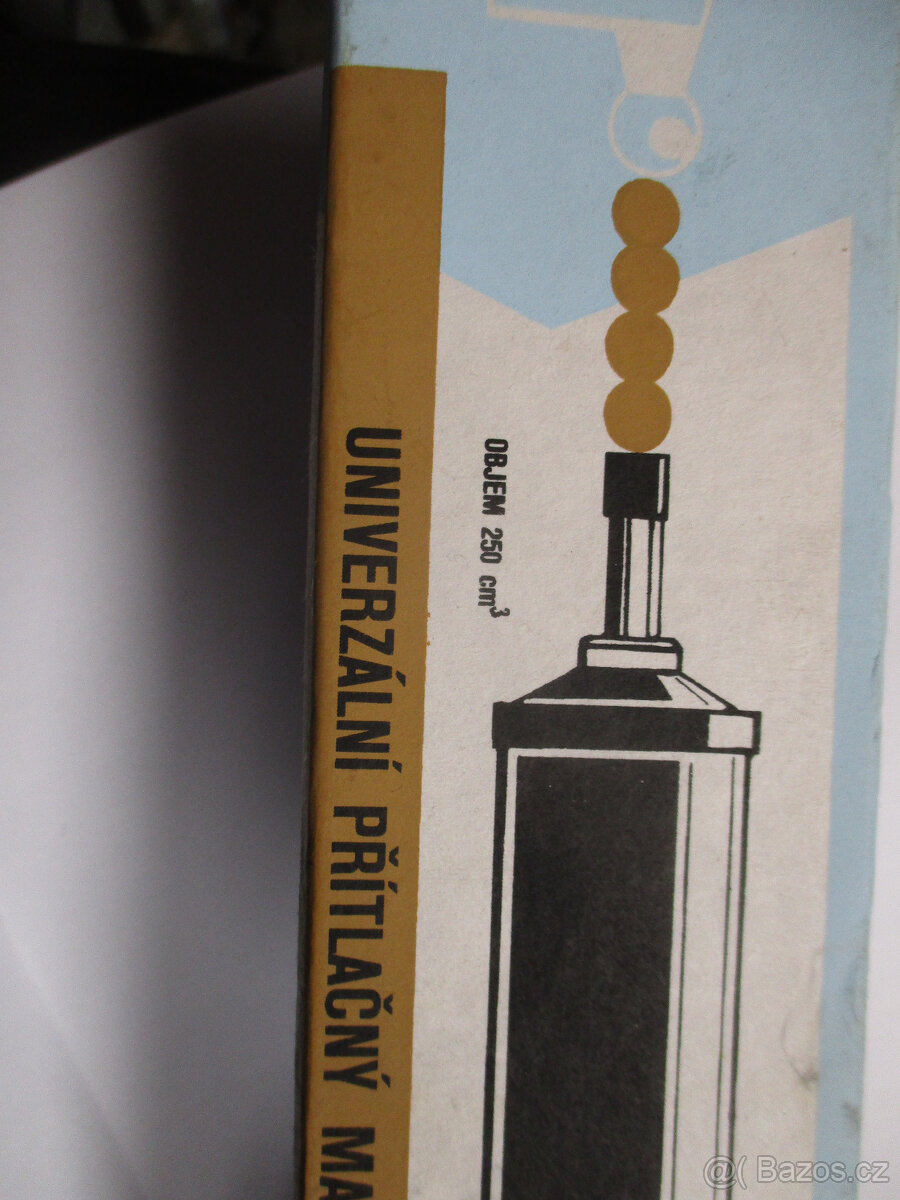 UNIVERZÁLNÍ PŘÍTLAČNÝ MA
OBJEM 250 cm³
@( Bazos.cz